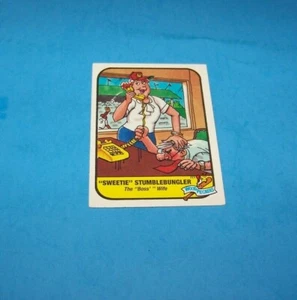 "SWEETIE" STUMBLEBUNGLER
The "Boss' " Wife